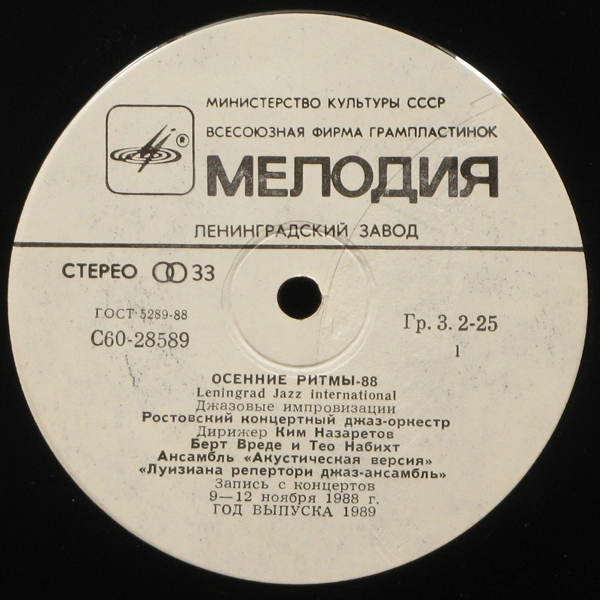 МИНИСТЕРСТВО КУЛЬТУРЫ СССР
ВСЕСОЮЗНАЯ ФИРМА ГРАМПЛАСТИНОК
®
МЕЛОДИЯ
ЛЕНИНГРАДСКИЙ ЗАВОД
СТЕРЕО 33
ГОСТ 5289-88
С60-28589
Гр. 3. 2-25
1
ОСЕННИЕ РИТМЫ-88
Leningrad Jazz international
Джазовые импровизации
Ростовский концертный джаз-оркестр
Дирижер Ким Назаретов
Берт Вреде и Тео Набихт
Ансамбль «Акустическая версия»
«Луизиана репертори джаз-ансамбль»
Запись с концертов
9—12 ноября 1988 г.
ГОД ВЫПУСКА 1989